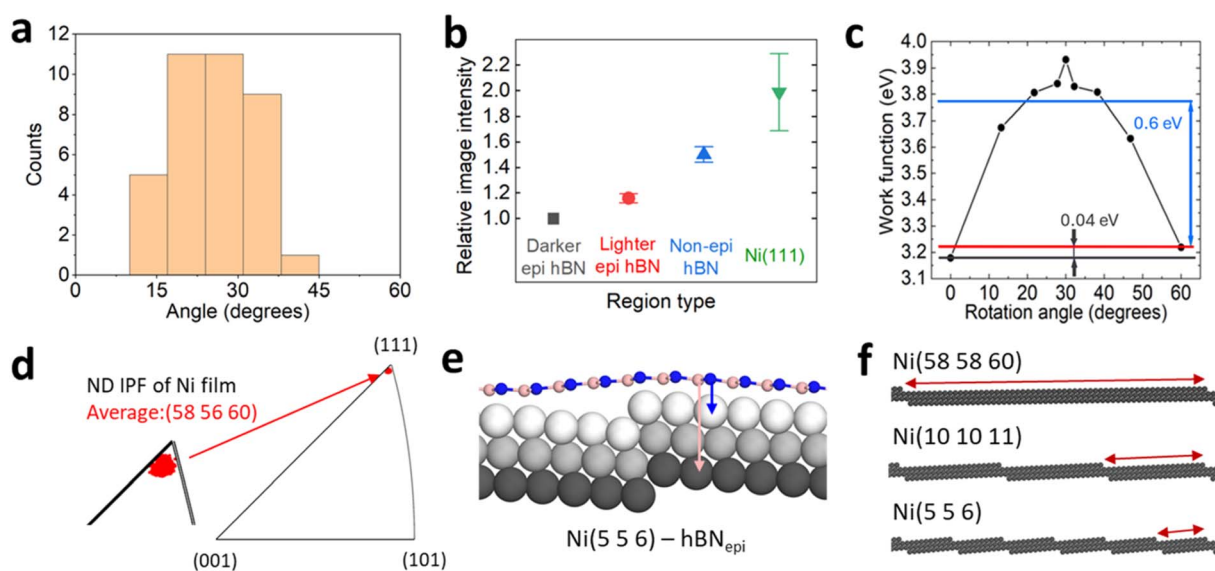 a
12
10
8
6
4
2
0
0
15
30
45
60
Counts
Angle (degrees)
b
2.2
2.0
1.8
1.6
1.4
1.2
1.0
Relative image intensity
Darker
epi hBN
Lighter
epi hBN
Non-epi
hBN
Ni(111)
Region type
c
4.0
3.9
3.8
3.7
3.6
3.5
3.4
3.3
3.2
3.1
Work function (eV)
0.6 eV
0.04 eV
0
10
20
30
40
50
60
Rotation angle (degrees)
d
(111)
ND IPF of Ni film
Average:(58 56 60)
(001)
(101)
e
Ni(5 5 6) – hBNepi
f
Ni(58 58 60)
Ni(10 10 11)
Ni(5 5 6)